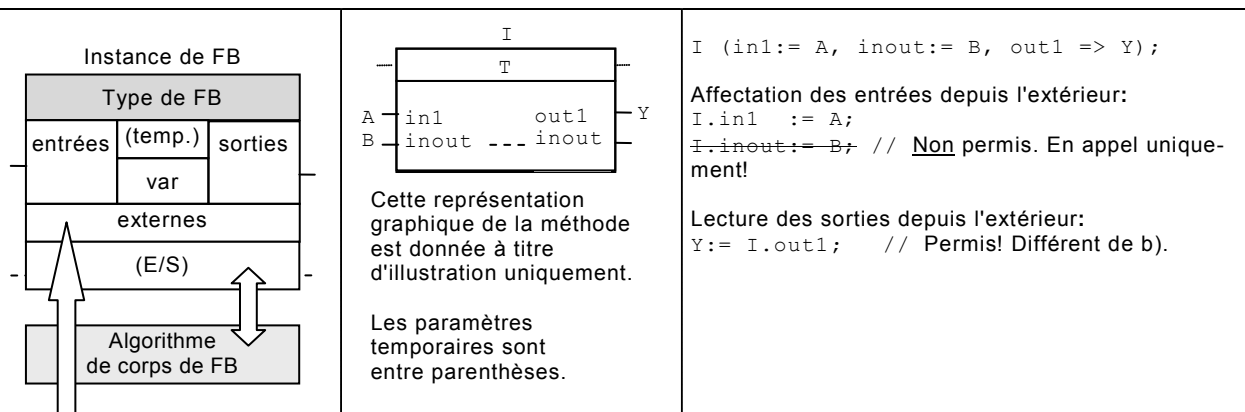 Instance de FB
Type de FB
entrées
(temp.)
sorties
var
externes
(E/S)
Algorithme
de corps de FB
I
T
A
in1
out1
Y
B
inout
inout
Cette représentation
graphique de la méthode
est donnée à titre
d'illustration uniquement.
Les paramètres
temporaires sont
entre parenthèses.
I (in1:= A, inout:= B, out1 => Y);
Affectation des entrées depuis l'extérieur:
I.in1 := A;
I.inout:= B; // Non permis. En appel unique-
ment!
Lecture des sorties depuis l'extérieur:
Y:= I.out1; // Permis! Différent de b).